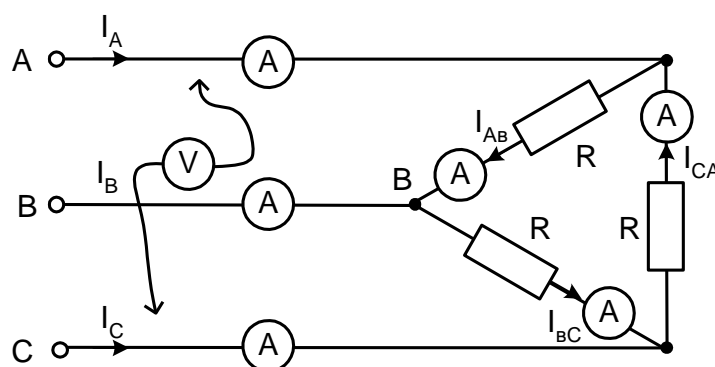 I_A
A A
I_AB A
R I_CA
V
I_B B A
B A R R
I_C I_BC A
C A